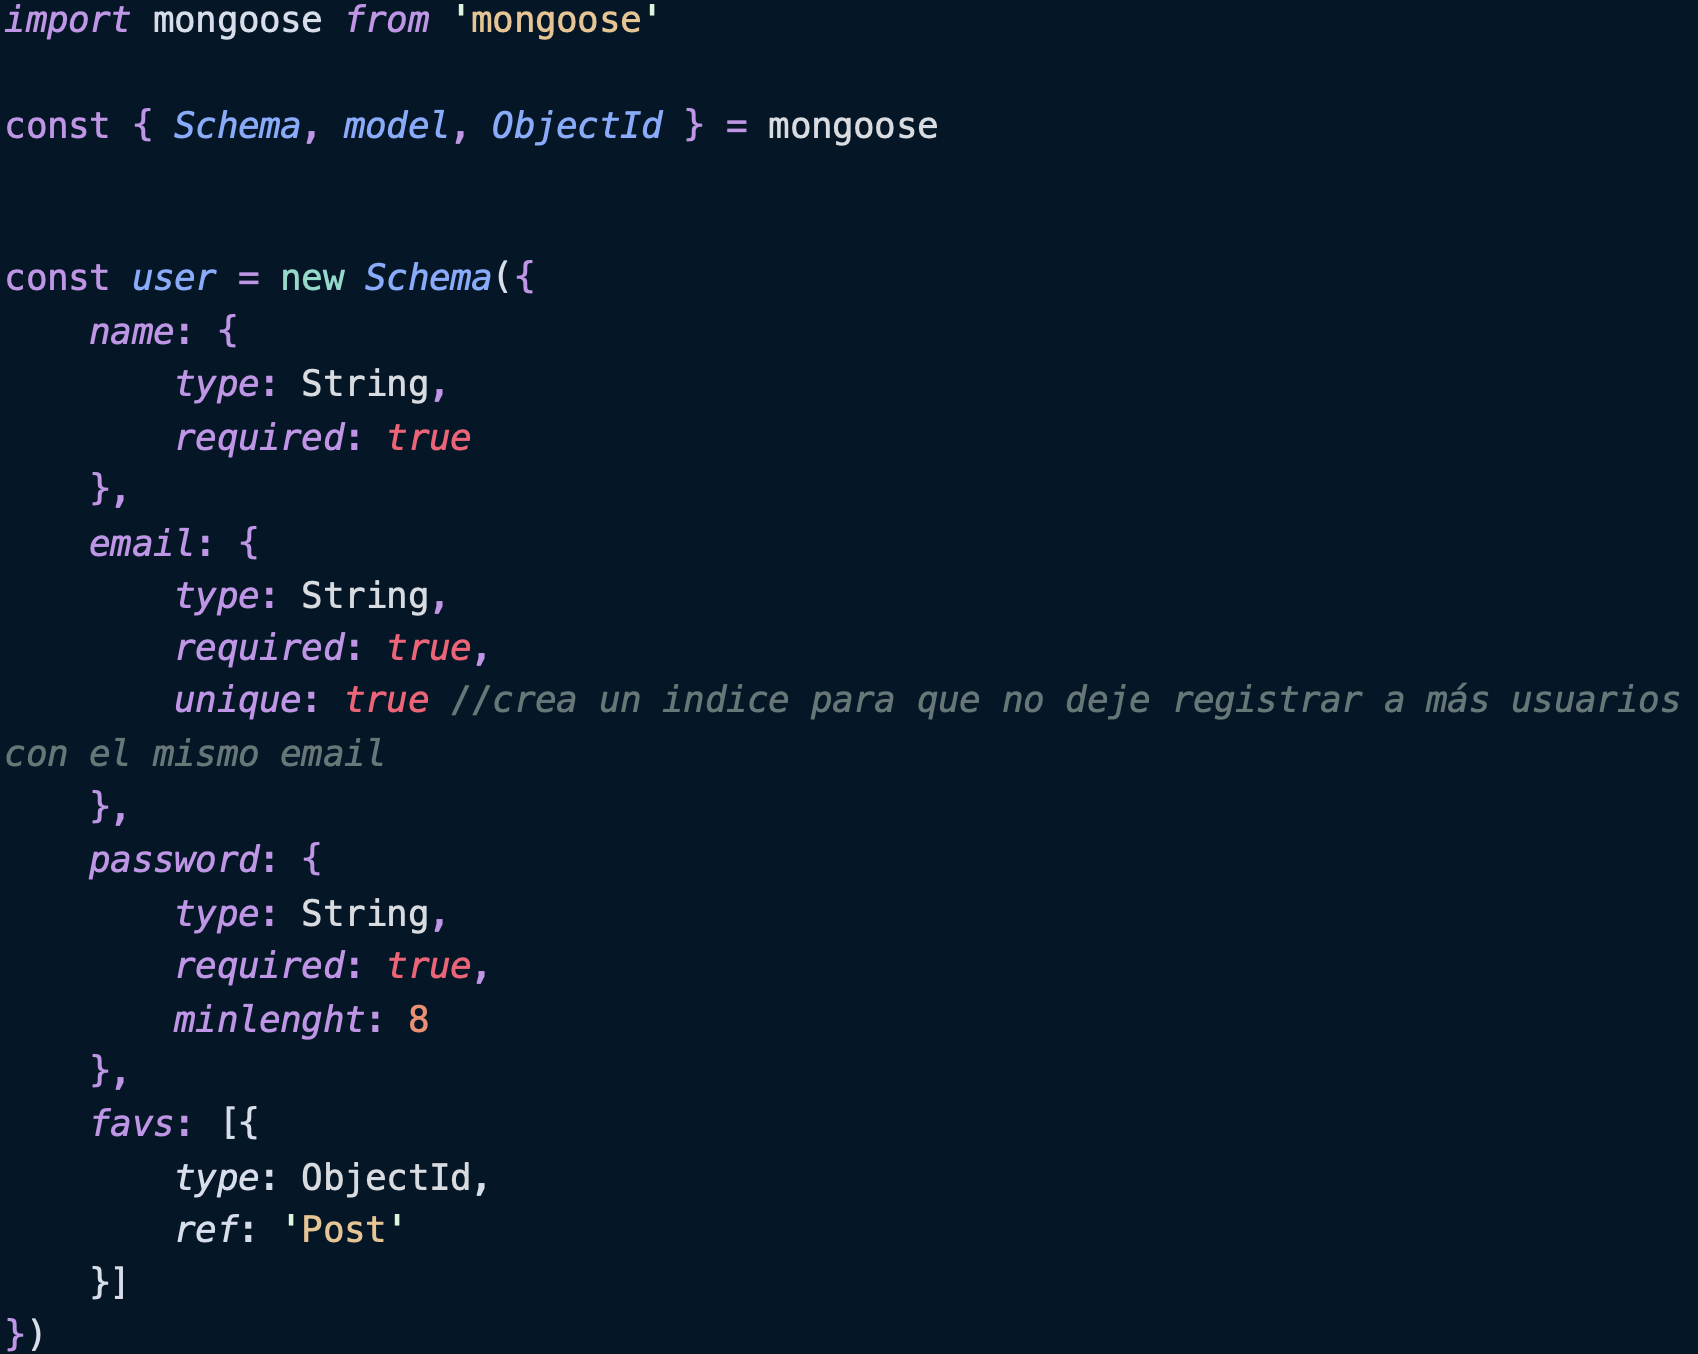 import mongoose from 'mongoose'
const { Schema, model, ObjectId } = mongoose
const user = new Schema({
    name: {
        type: String,
        required: true
    },
    email: {
        type: String,
        required: true,
        unique: true //crea un indice para que no deje registrar a más usuarios
con el mismo email
    },
    password: {
        type: String,
        required: true,
        minlenght: 8
    },
    favs: [{
        type: ObjectId,
        ref: 'Post'
    }]
})